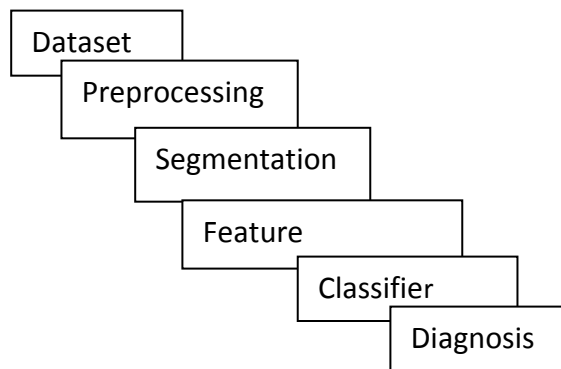 Dataset
Preprocessing
Segmentation
Feature
Classifier
Diagnosis